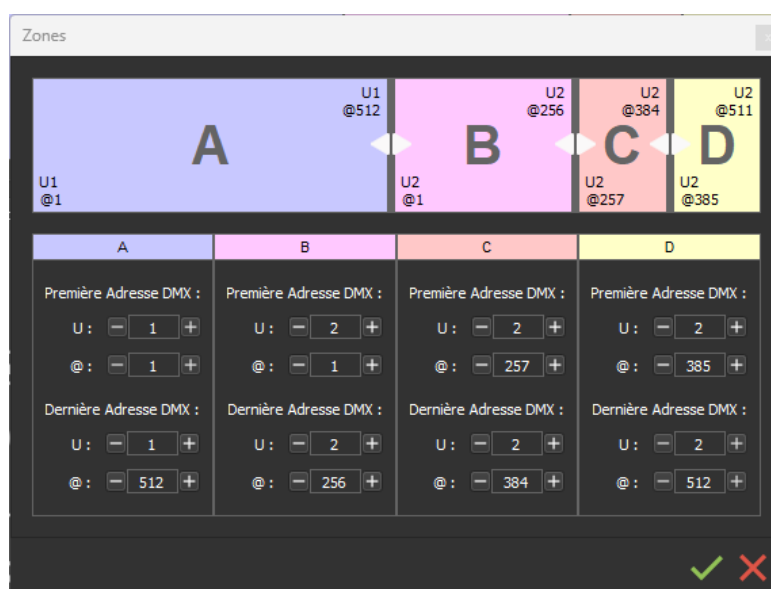 Zones
U1
@512
U2
@256
U2
@384
U2
@511
A
B
C
D
U1
@1
U2
@1
U2
@257
U2
@385
A
B
C
D
Première Adresse DMX :
Première Adresse DMX :
Première Adresse DMX :
Première Adresse DMX :
U : 1
U : 2
U : 2
U : 2
@ : 1
@ : 1
@ : 257
@ : 385
Dernière Adresse DMX :
Dernière Adresse DMX :
Dernière Adresse DMX :
Dernière Adresse DMX :
U : 1
U : 2
U : 2
U : 2
@ : 512
@ : 256
@ : 384
@ : 512